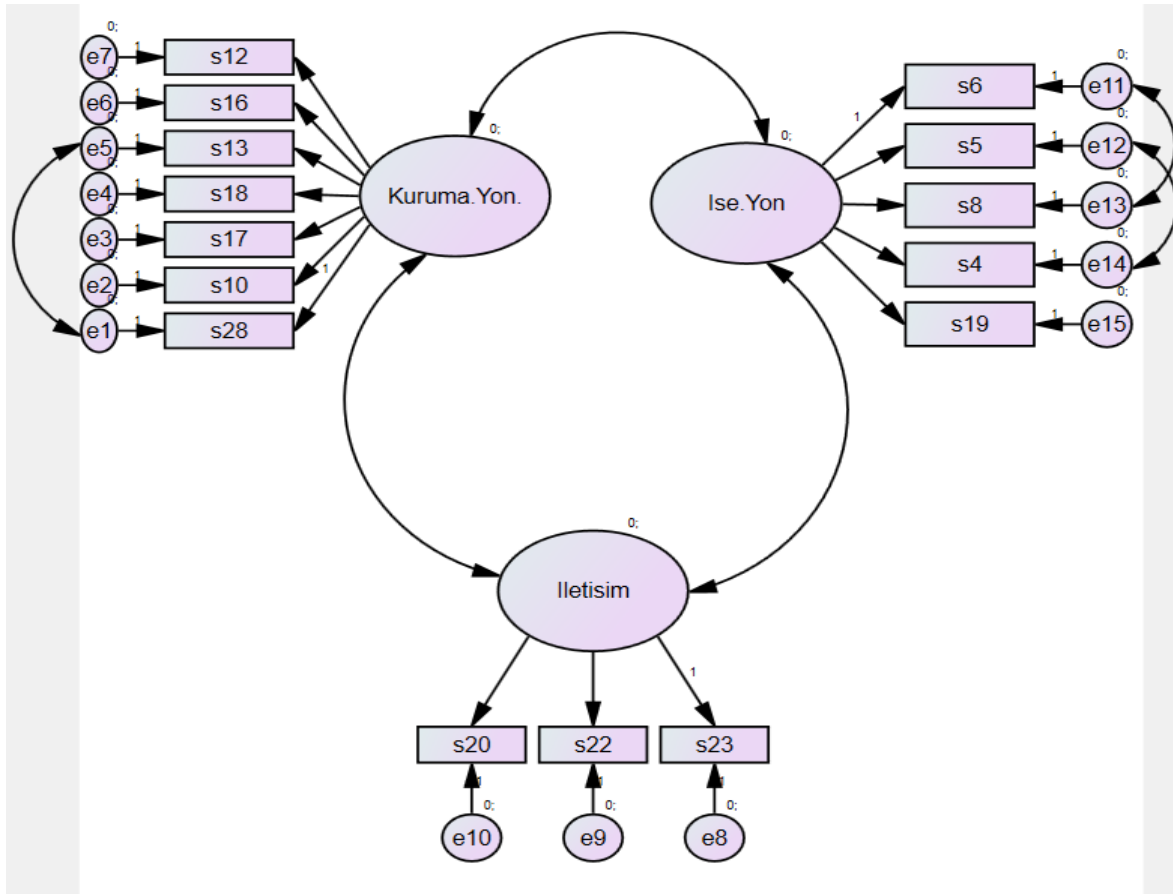 0;
e7 1 s12
0;
e6 1 s16
0;
e5 1 s13
0;
e4 1 s18
0;
e3 1 s17
0;
e2 1 s10
0;
e1 1 s28
1
0;
Kuruma.Yon.
0;
Ise.Yon
1
0;
s6 1 e11
0;
s5 1 e12
0;
s8 1 e13
0;
s4 1 e14
0;
s19 1 e15
0;
Iletisim
1
s20 s22 s23
1 1 1
0; 0; 0;
e10 e9 e8